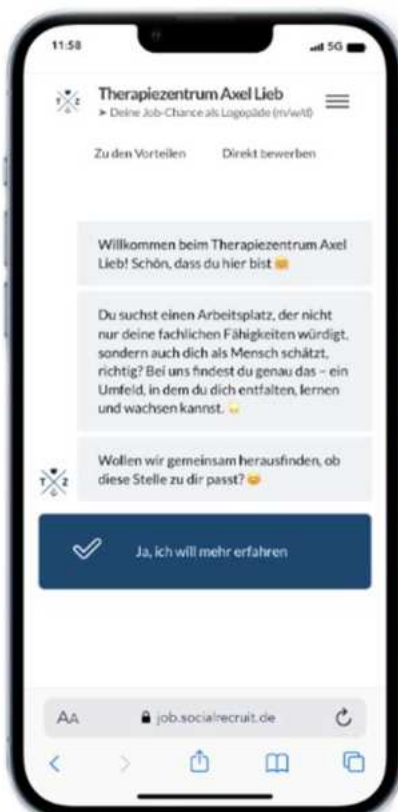 11:58
5G
Therapiezentrum Axel Lieb
➤ Deine Job-Chance als Logopäde (m/w/d)
Zu den Vorteilen Direkt bewerben
Willkommen beim Therapiezentrum Axel
Lieb! Schön, dass du hier bist
Du suchst einen Arbeitsplatz, der nicht
nur deine fachlichen Fähigkeiten würdigt,
sondern auch dich als Mensch schätzt,
richtig? Bei uns findest du genau das – ein
Umfeld, in dem du dich entfalten, lernen
und wachsen kannst.
Wollen wir gemeinsam herausfinden, ob
diese Stelle zu dir passt? 😊
T Z
Ja, ich will mehr erfahren
AA job.socialrecruit.de